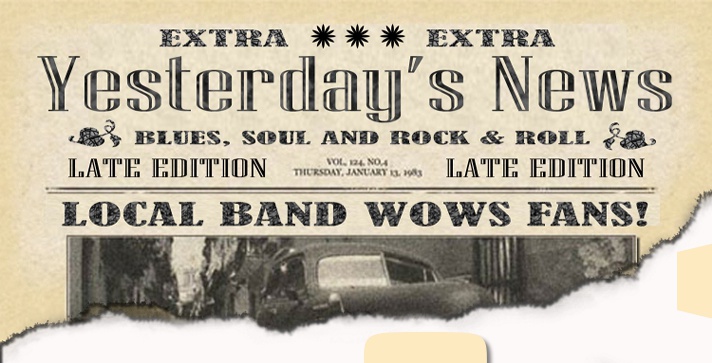 EXTRA *** EXTRA
Yesterday's News
BLUES, SOUL AND ROCK & ROLL
LATE EDITION VOL, 124, NO,4 LATE EDITION
THURSDAY, JANUARY 13, 1983
LOCAL BAND WOWS FANS!